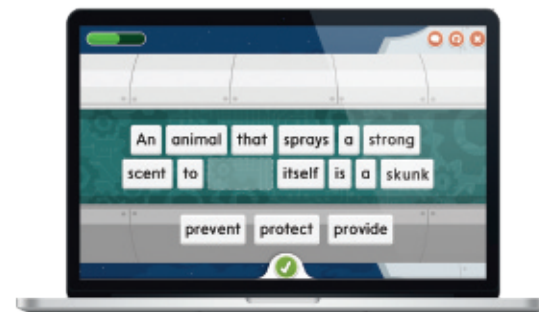 An animal that sprays a strong
scent to itself is a skunk
prevent protect provide